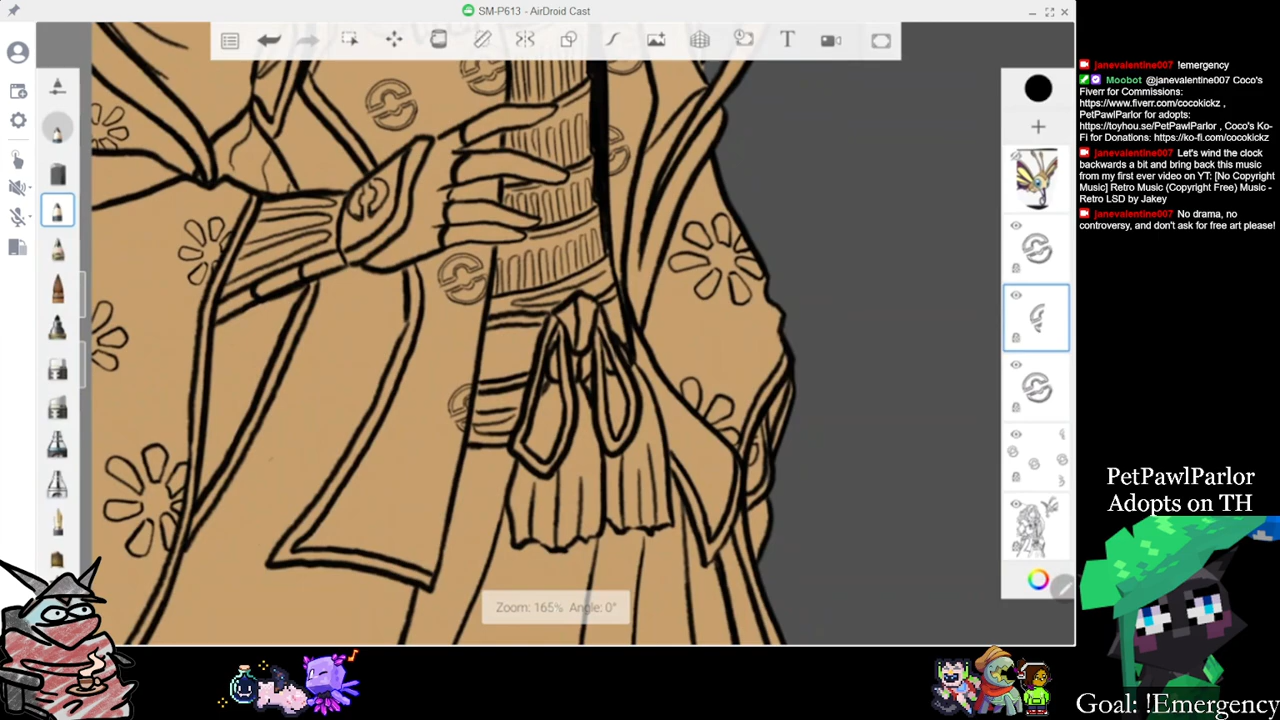 SM-P613 - AirDroid Cast
T
Zoom: 165% Angle: 0°
janevalentine007 !emergency
Moobot @janevalentine007 Coco's
Fiverr for Commissions:
https://www.fiverr.com/cocokickz ,
PetPawlParlor for adopts:
https://toyhou.se/PetPawlParlor , Coco's Ko-
Fi for Donations: https://ko-fi.com/cocokickz
janevalentine007 Let's wind the clock
backwards a bit and bring back this music
from my first ever video on YT: [No Copyright
Music] Retro Music (Copyright Free) Music -
Retro LSD by Jakey
janevalentine007 No drama, no
controversy, and don't ask for free art please!
PetPawlParlor
Adopts on TH
Goal: !Emergency